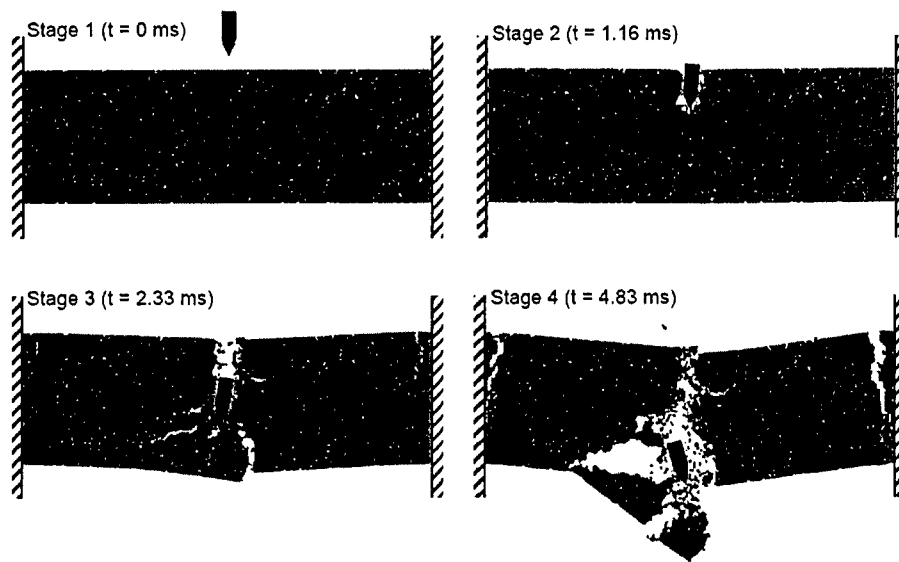 Stage 1 (t = 0 ms)
Stage 2 (t = 1.16 ms)
Stage 3 (t = 2.33 ms)
Stage 4 (t = 4.83 ms)